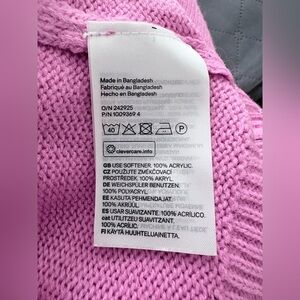 Made in Bangladesh
Fabriqué au Bangladesh
Hecho en Bangladesh
O/N 242925
P/N 1009369.4
40
P
clevercare.info
GB USE SOFTENER. 100% ACRYLIC.
CZ POUŽIJTE ZMĚKČOVACÍ
PROSTŘEDEK. 100% AKRYL.
DE WEICHSPÜLER BENUTZEN.
100% POLYACRYL.
EE KASUTA PEHMENDAJAT.
100% AKRÜÜL.
ES USAR SUAVIZANTE. 100% ACRÍLICO.
cat UTILITZEU SUAVITZANT.
100% ACRÍLIC.
FI KÄYTÄ HUUHTELUAINETTA.